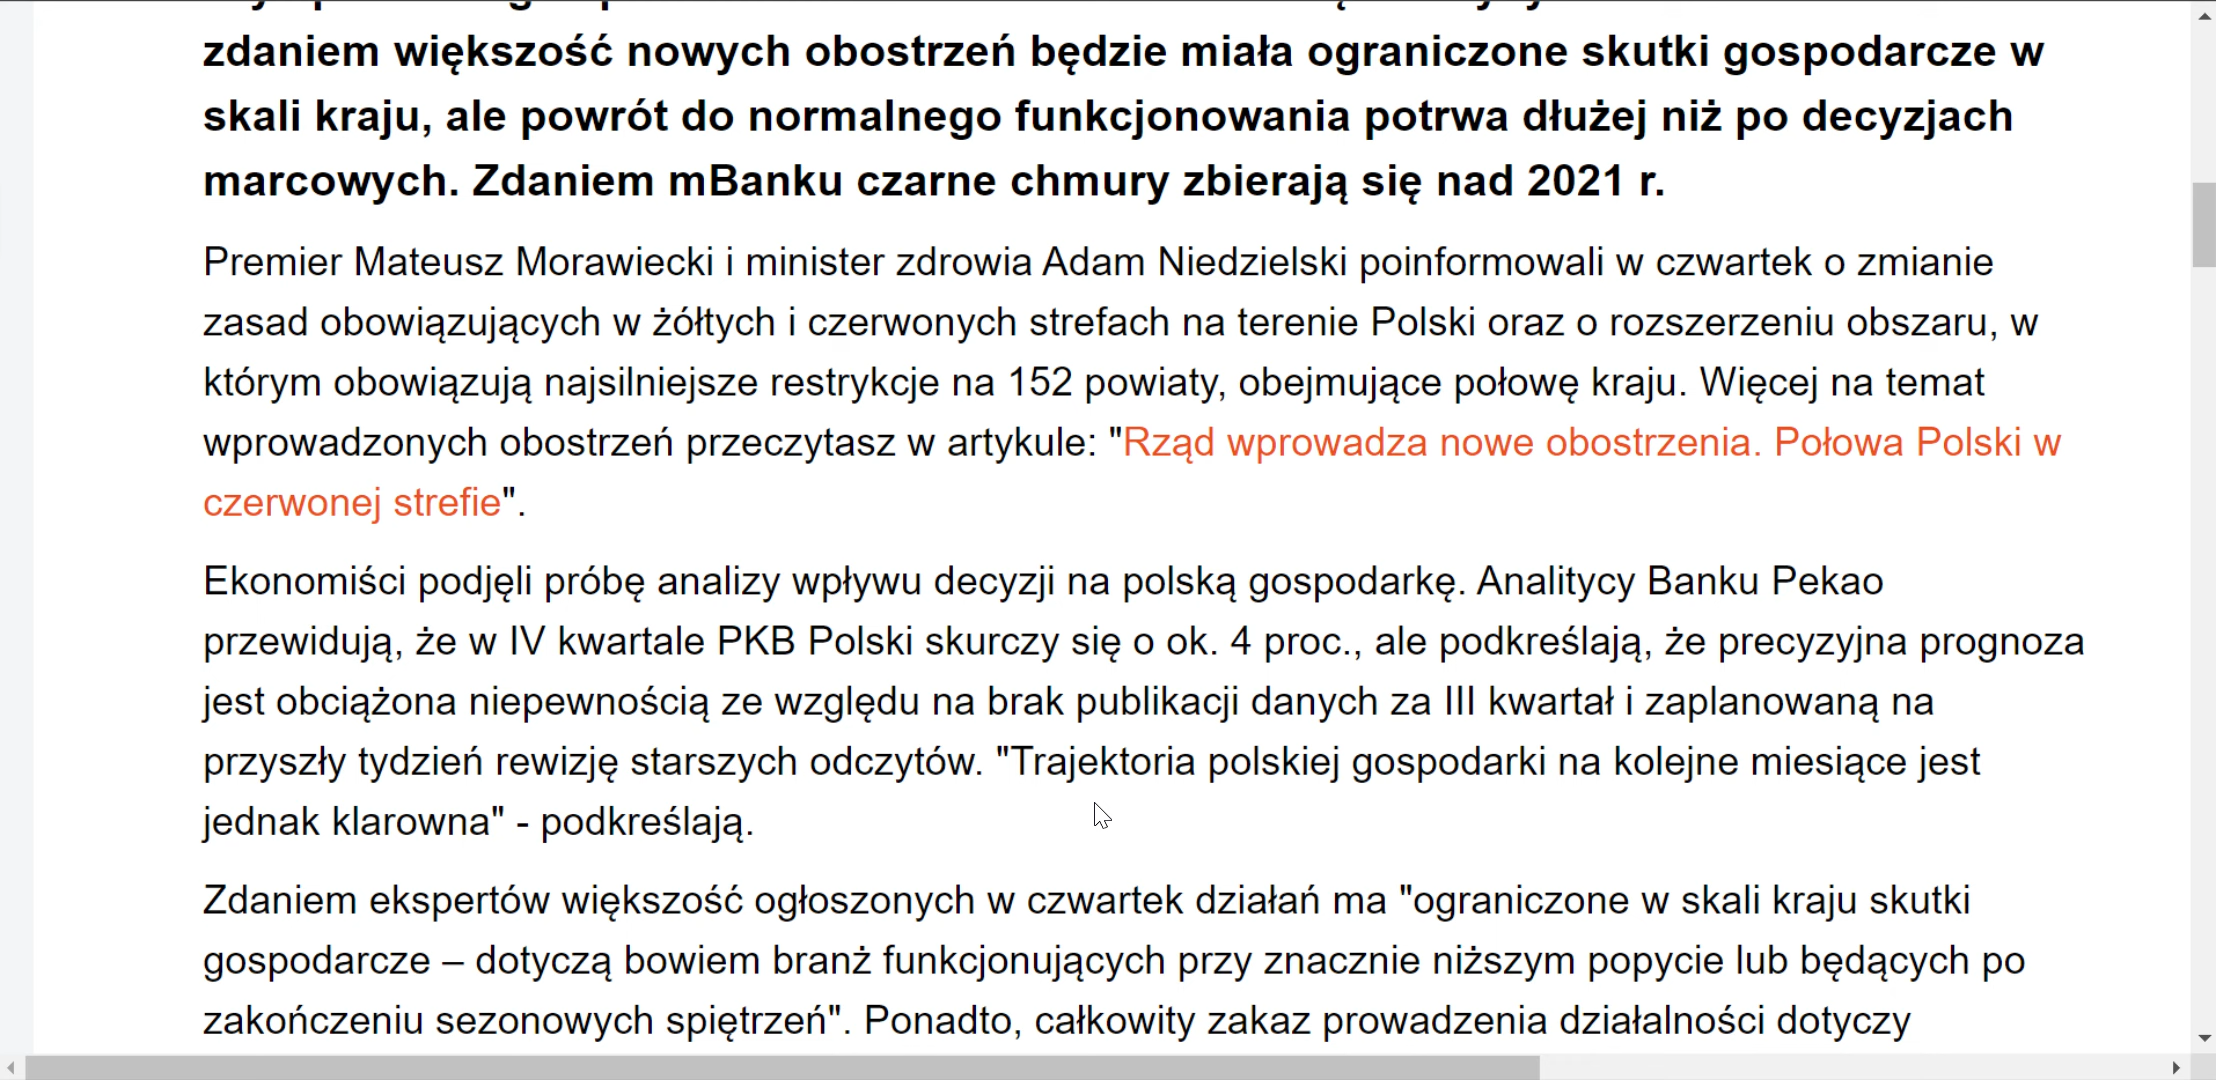 zdaniem większość nowych obostrzeń będzie miała ograniczone skutki gospodarcze w
skali kraju, ale powrót do normalnego funkcjonowania potrwa dłużej niż po decyzjach
marcowych. Zdaniem mBanku czarne chmury zbierają się nad 2021 r.
Premier Mateusz Morawiecki i minister zdrowia Adam Niedzielski poinformowali w czwartek o zmianie
zasad obowiązujących w żółtych i czerwonych strefach na terenie Polski oraz o rozszerzeniu obszaru, w
którym obowiązują najsilniejsze restrykcje na 152 powiaty, obejmujące połowę kraju. Więcej na temat
wprowadzonych obostrzeń przeczytasz w artykule: "Rząd wprowadza nowe obostrzenia. Połowa Polski w
czerwonej strefie".
Ekonomiści podjęli próbę analizy wpływu decyzji na polską gospodarkę. Analitycy Banku Pekao
przewidują, że w IV kwartale PKB Polski skurczy się o ok. 4 proc., ale podkreślają, że precyzyjna prognoza
jest obciążona niepewnością ze względu na brak publikacji danych za III kwartał i zaplanowaną na
przyszły tydzień rewizję starszych odczytów. "Trajektoria polskiej gospodarki na kolejne miesiące jest
jednak klarowna" - podkreślają.
Zdaniem ekspertów większość ogłoszonych w czwartek działań ma "ograniczone w skali kraju skutki
gospodarcze – dotyczą bowiem branż funkcjonujących przy znacznie niższym popycie lub będących po
zakończeniu sezonowych spiętrzeń". Ponadto, całkowity zakaz prowadzenia działalności dotyczy